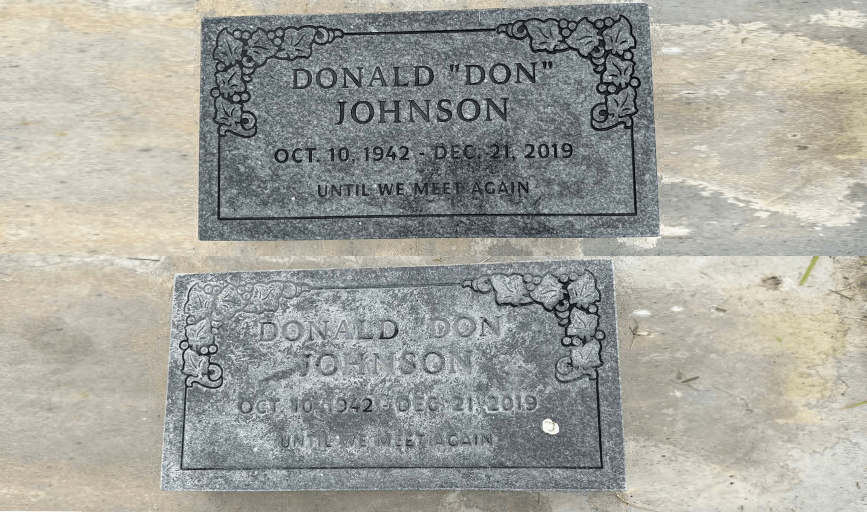 DONALD "DON"
JOHNSON
OCT. 10, 1942 - DEC. 21, 2019
UNTIL WE MEET AGAIN
DONALD "DON"
JOHNSON
OCT. 10, 1942 - DEC. 21, 2019
UNTIL WE MEET AGAIN